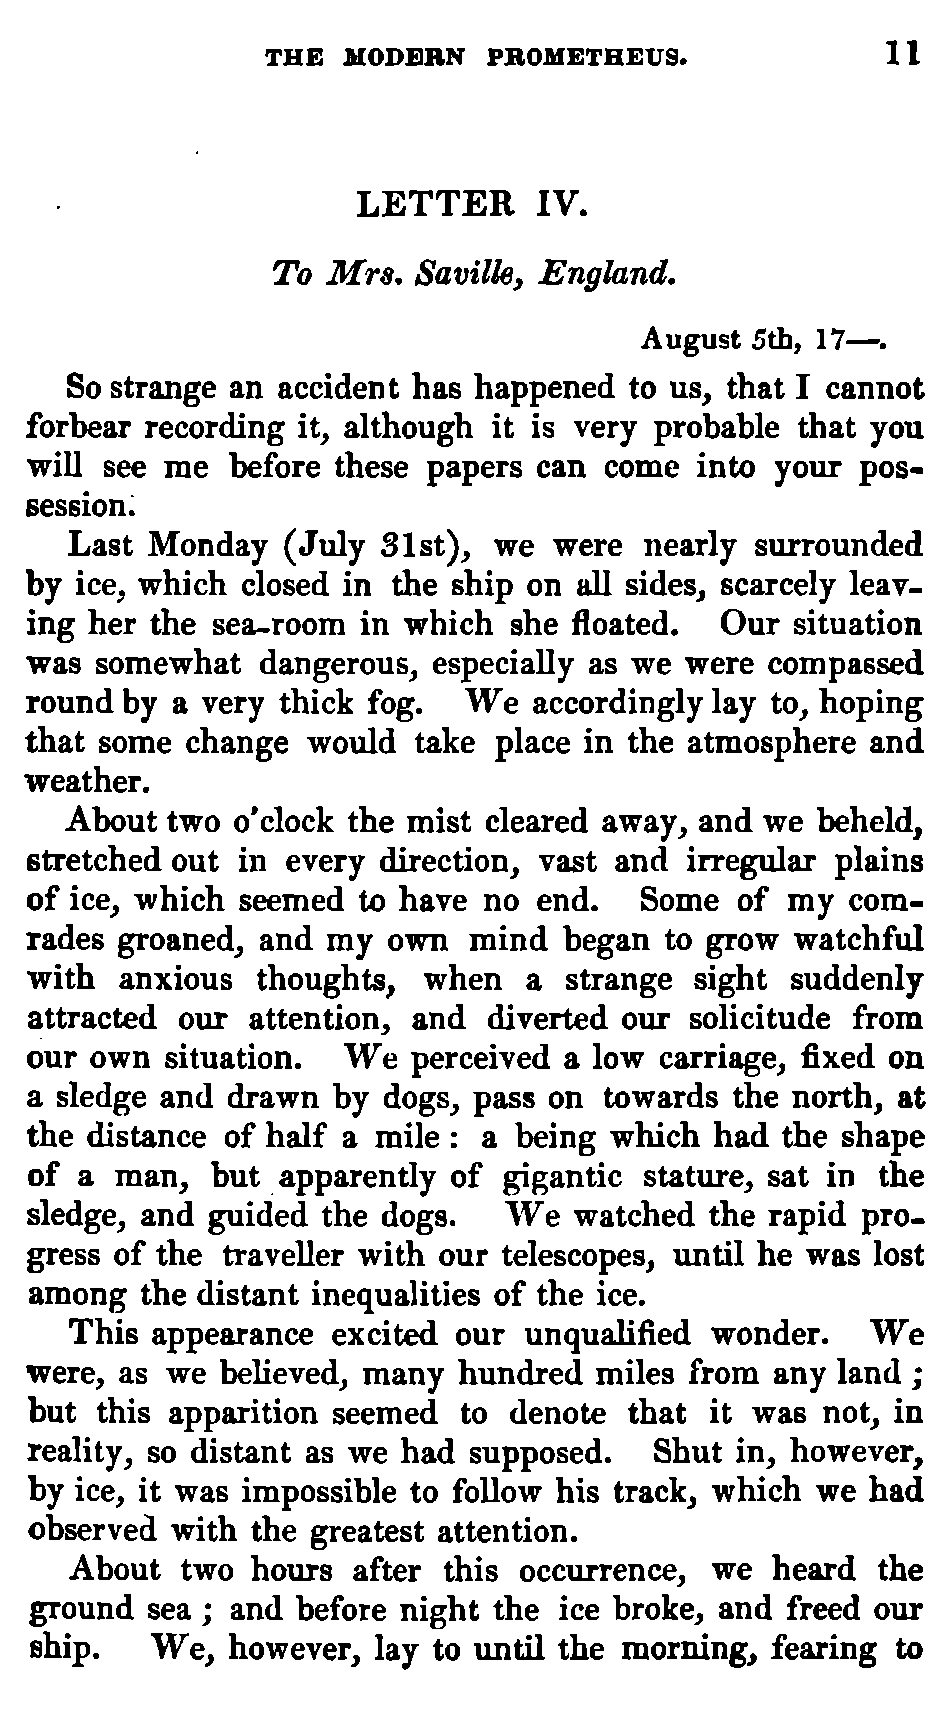 THE MODERN PROMETHEUS. 11
LETTER IV.
To Mrs. Saville, England.
August 5th, 17—.
So strange an accident has happened to us, that I cannot
forbear recording it, although it is very probable that you
will see me before these papers can come into your pos-
session.
Last Monday (July 31st), we were nearly surrounded
by ice, which closed in the ship on all sides, scarcely leav-
ing her the sea-room in which she floated. Our situation
was somewhat dangerous, especially as we were compassed
round by a very thick fog. We accordingly lay to, hoping
that some change would take place in the atmosphere and
weather.
About two o'clock the mist cleared away, and we beheld,
stretched out in every direction, vast and irregular plains
of ice, which seemed to have no end. Some of my com-
rades groaned, and my own mind began to grow watchful
with anxious thoughts, when a strange sight suddenly
attracted our attention, and diverted our solicitude from
our own situation. We perceived a low carriage, fixed on
a sledge and drawn by dogs, pass on towards the north, at
the distance of half a mile : a being which had the shape
of a man, but apparently of gigantic stature, sat in the
sledge, and guided the dogs. We watched the rapid pro-
gress of the traveller with our telescopes, until he was lost
among the distant inequalities of the ice.
This appearance excited our unqualified wonder. We
were, as we believed, many hundred miles from any land ;
but this apparition seemed to denote that it was not, in
reality, so distant as we had supposed. Shut in, however,
by ice, it was impossible to follow his track, which we had
observed with the greatest attention.
About two hours after this occurrence, we heard the
ground sea ; and before night the ice broke, and freed our
ship. We, however, lay to until the morning, fearing to